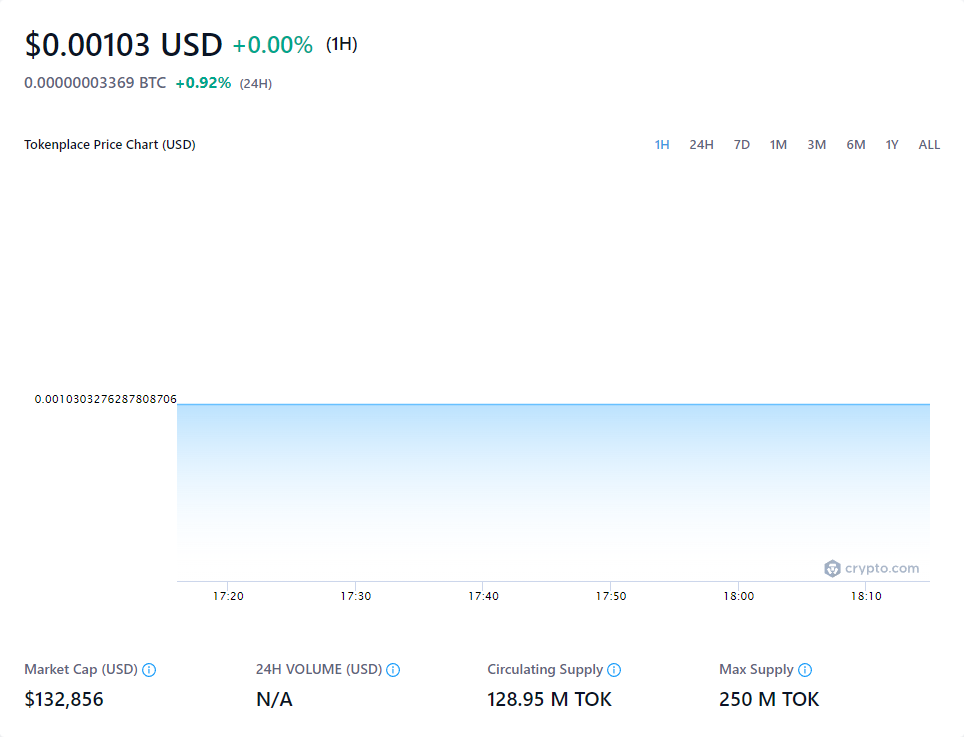 $0.00103 USD +0.00% (1H)
0.00000003369 BTC +0.92% (24H)
Tokenplace Price Chart (USD) 1H 24H 7D 1M 3M 6M 1Y ALL
0.0010303276287808706
crypto.com
17:20 17:30 17:40 17:50 18:00 18:10
Market Cap (USD) 24H VOLUME (USD) Circulating Supply Max Supply
$132,856 N/A 128.95 M TOK 250 M TOK